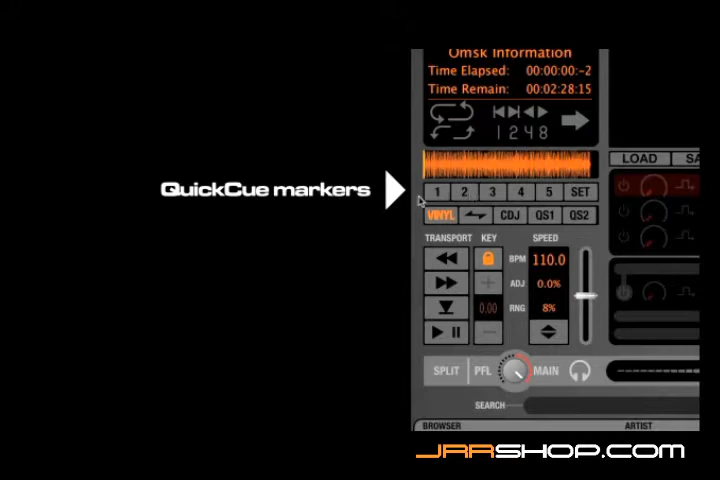 Omsk Information
Time Elapsed: 00:00:00:-2
Time Remain: 00:02:28:15
1 2 4 8
LOAD
QuickCue markers
1 2 3 4 5 SET
VINYL CDJ QS1 QS2
TRANSPORT KEY SPEED
BPM 110.0
ADJ 0.0%
0.00 RNG 8%
SPLIT PFL MAIN
SEARCH
BROWSER ARTIST
JRRSHOP.COM